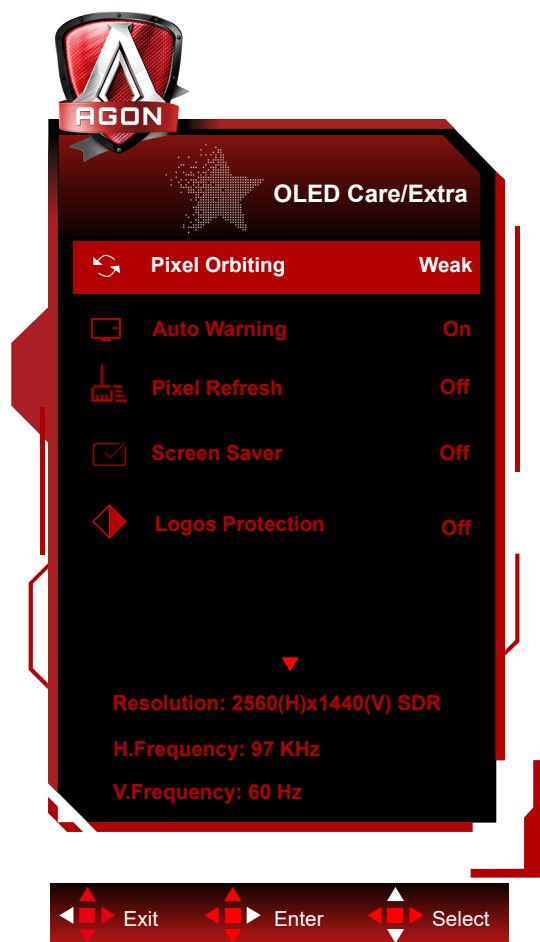 AGON
OLED Care/Extra
Pixel Orbiting Weak
Auto Warning On
Pixel Refresh Off
Screen Saver Off
Logos Protection Off
Resolution: 2560(H)x1440(V) SDR
H.Frequency: 97 KHz
V.Frequency: 60 Hz
Exit Enter Select